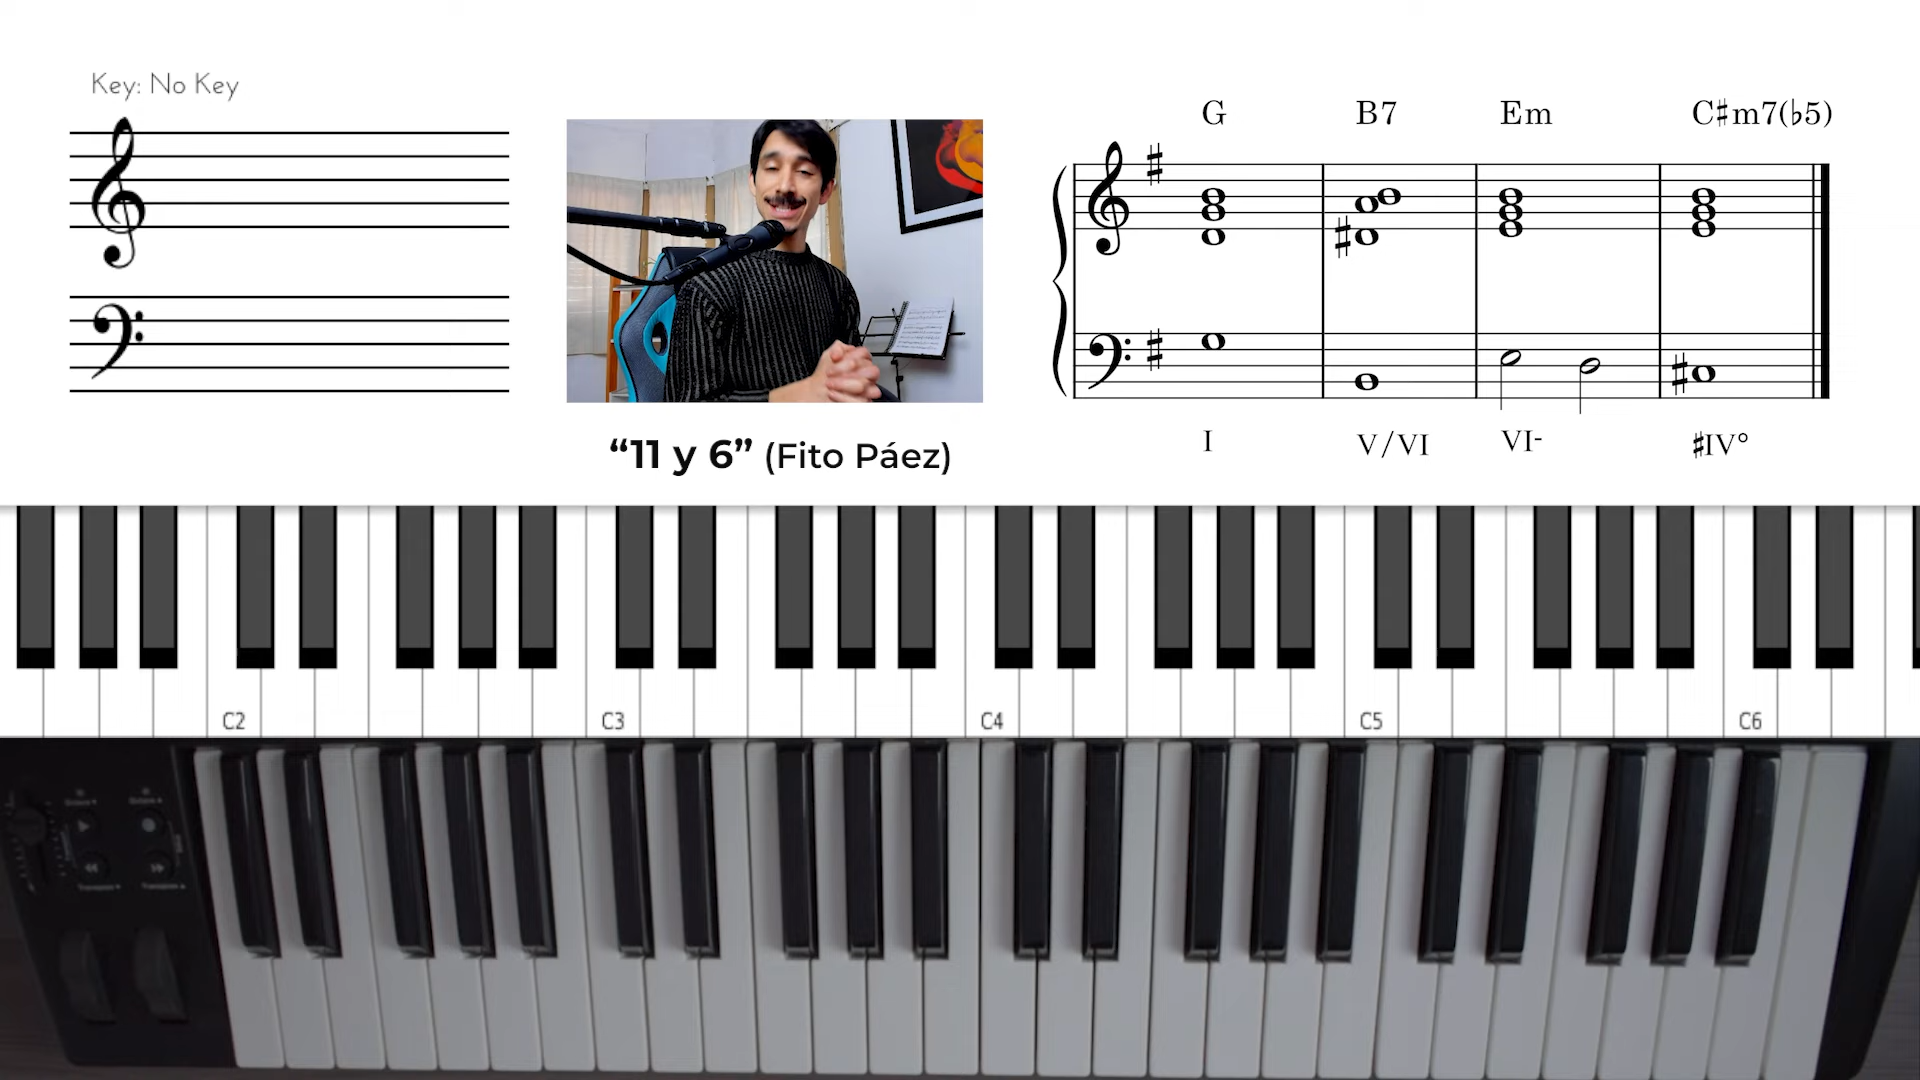 Key: No Key
“11 y 6” (Fito Páez)
G B7 Em C♯m7(♭5)
I V/VI VI- ♯IV°
C2 C3 C4 C5 C6